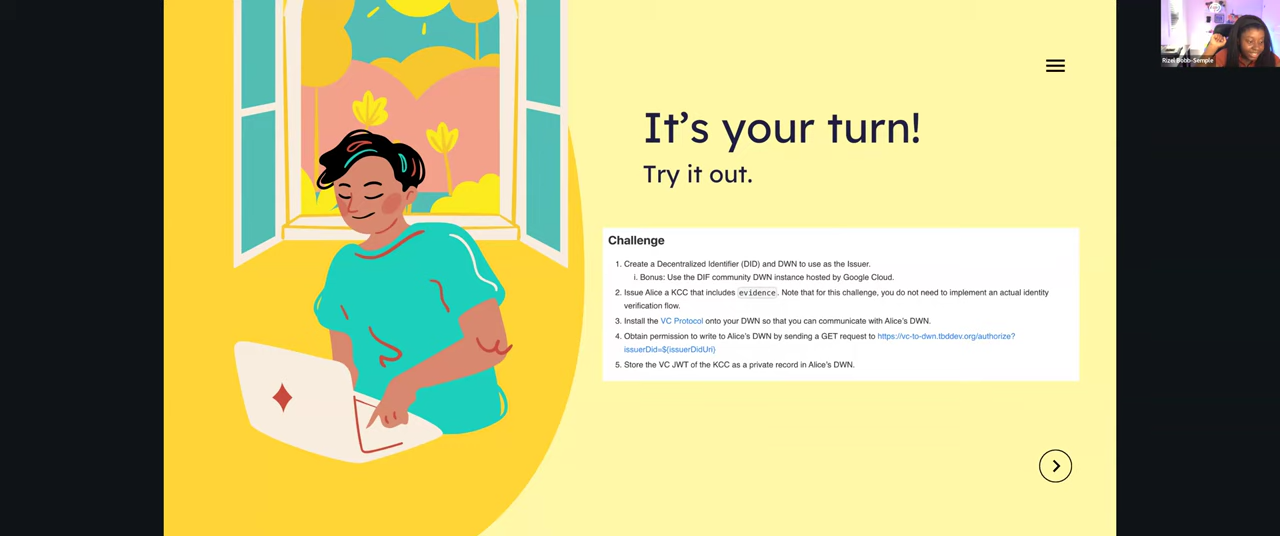 Rizel Bobb-Semple
It's your turn!
Try it out.
Challenge
1. Create a Decentralized Identifier (DID) and DWN to use as the Issuer.
i. Bonus: Use the DIF community DWN instance hosted by Google Cloud.
2. Issue Alice a KCC that includes evidence. Note that for this challenge, you do not need to implement an actual identity
verification flow.
3. Install the VC Protocol onto your DWN so that you can communicate with Alice's DWN.
4. Obtain permission to write to Alice's DWN by sending a GET request to https://vc-to-dwn.tbddev.org/authorize?
issuerDid=${issuerDidUri}
5. Store the VC JWT of the KCC as a private record in Alice's DWN.